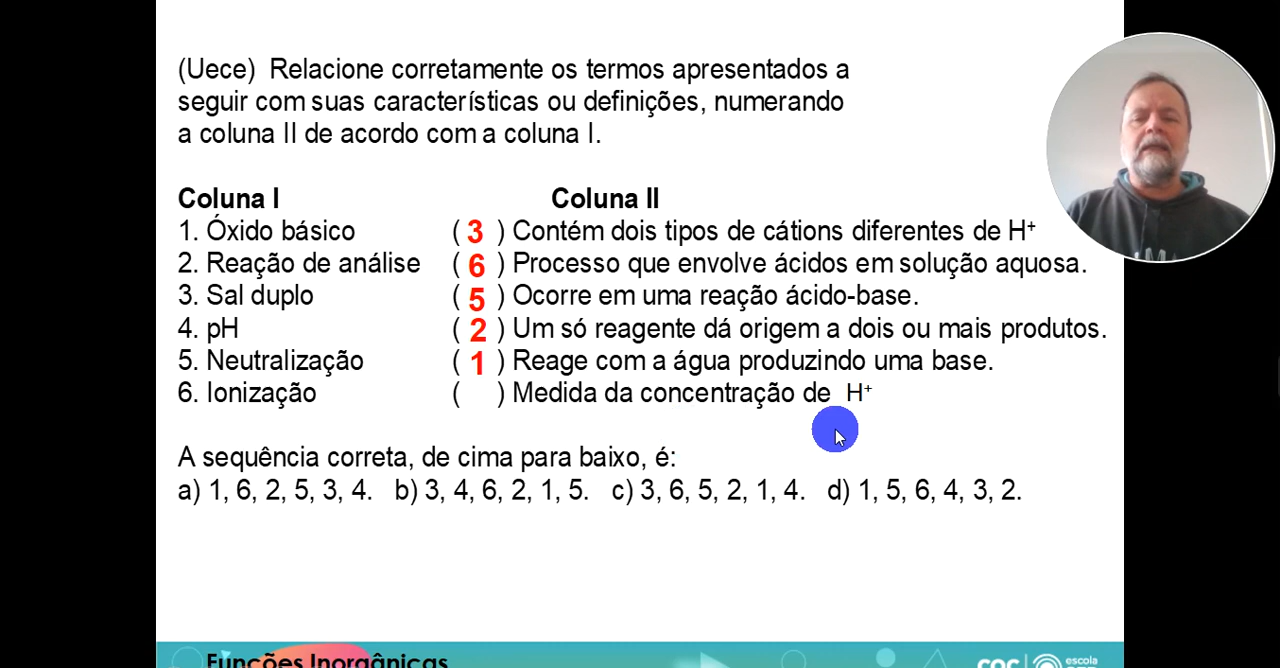 (Uece) Relacione corretamente os termos apresentados a
seguir com suas características ou definições, numerando
a coluna II de acordo com a coluna I.
Coluna I Coluna II
1. Óxido básico ( 3 ) Contém dois tipos de cátions diferentes de H⁺
2. Reação de análise ( 6 ) Processo que envolve ácidos em solução aquosa.
3. Sal duplo ( 5 ) Ocorre em uma reação ácido-base.
4. pH ( 2 ) Um só reagente dá origem a dois ou mais produtos.
5. Neutralização ( 1 ) Reage com a água produzindo uma base.
6. Ionização ( ) Medida da concentração de H⁺
A sequência correta, de cima para baixo, é:
a) 1, 6, 2, 5, 3, 4. b) 3, 4, 6, 2, 1, 5. c) 3, 6, 5, 2, 1, 4. d) 1, 5, 6, 4, 3, 2.
Funções Inorgânicas
escola